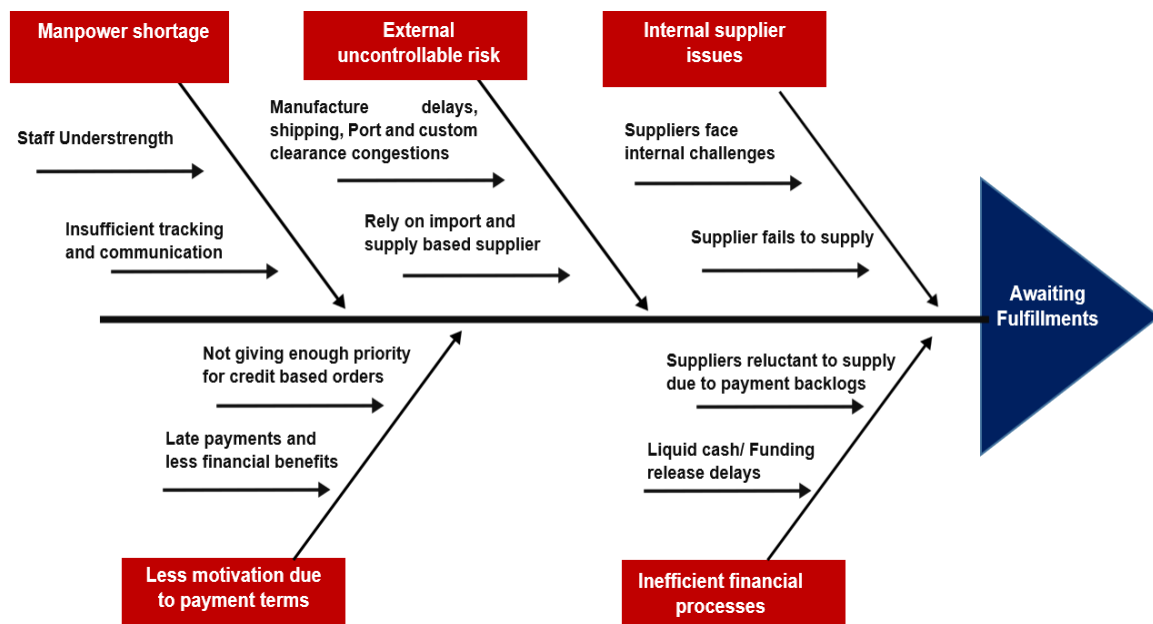 Manpower shortage
External
uncontrollable risk
Internal supplier
issues
Manufacture delays,
shipping, Port and custom
clearance congestions
Suppliers face
internal challenges
Staff Understrength
Insufficient tracking
and communication
Rely on import and
supply based supplier
Supplier fails to supply
Awaiting
Fulfillments
Not giving enough priority
for credit based orders
Suppliers reluctant to supply
due to payment backlogs
Late payments and
less financial benefits
Liquid cash/ Funding
release delays
Less motivation due
to payment terms
Inefficient financial
processes